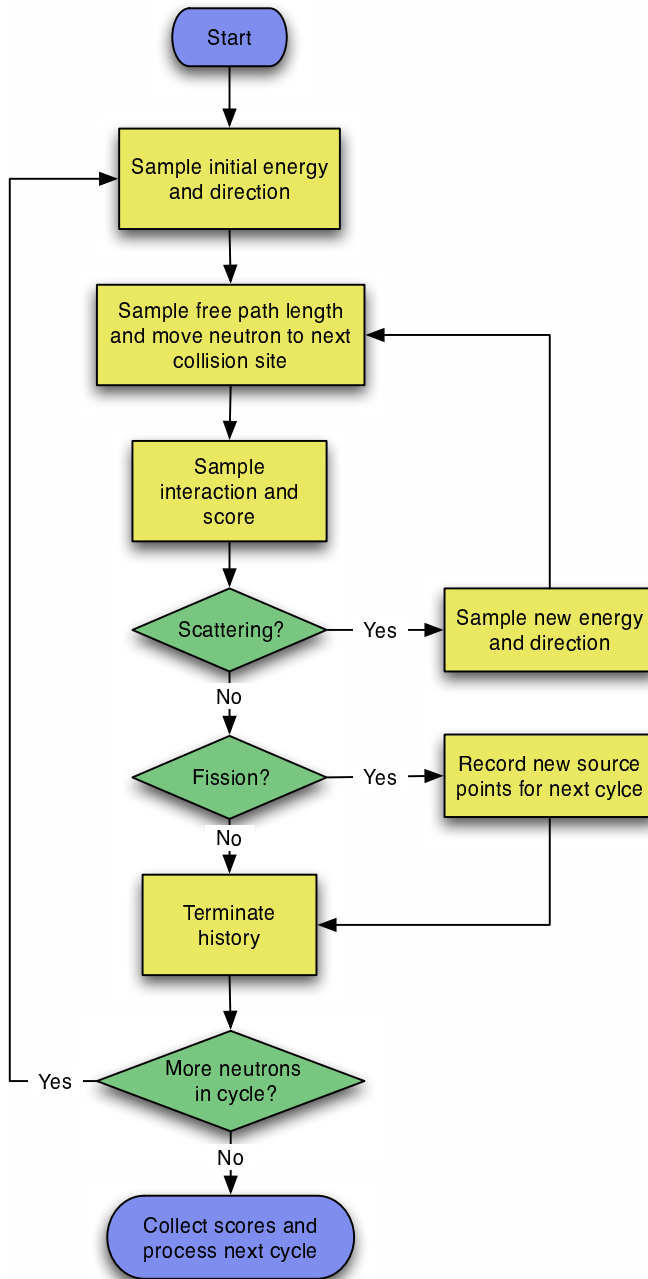 Start
Sample initial energy
and direction
Sample free path length
and move neutron to next
collision site
Sample
interaction and
score
Scattering?
Yes
Sample new energy
and direction
No
Fission?
Yes
Record new source
points for next cylce
No
Terminate
history
More neutrons
in cycle?
Yes
No
Collect scores and
process next cycle